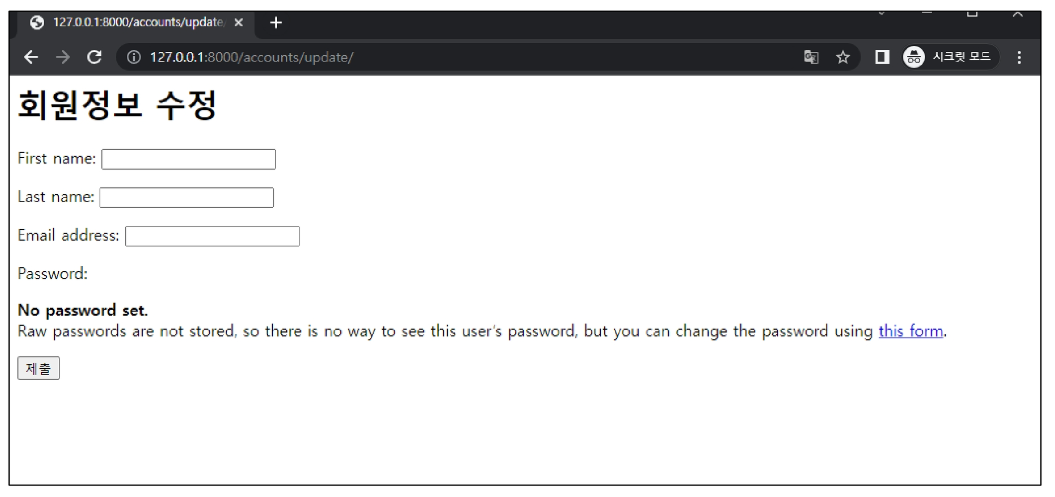 127.0.0.1:8000/accounts/update/
127.0.0.1:8000/accounts/update/
시크릿 모드
회원정보 수정
First name:
Last name:
Email address:
Password:
No password set.
Raw passwords are not stored, so there is no way to see this user's password, but you can change the password using this form.
제출